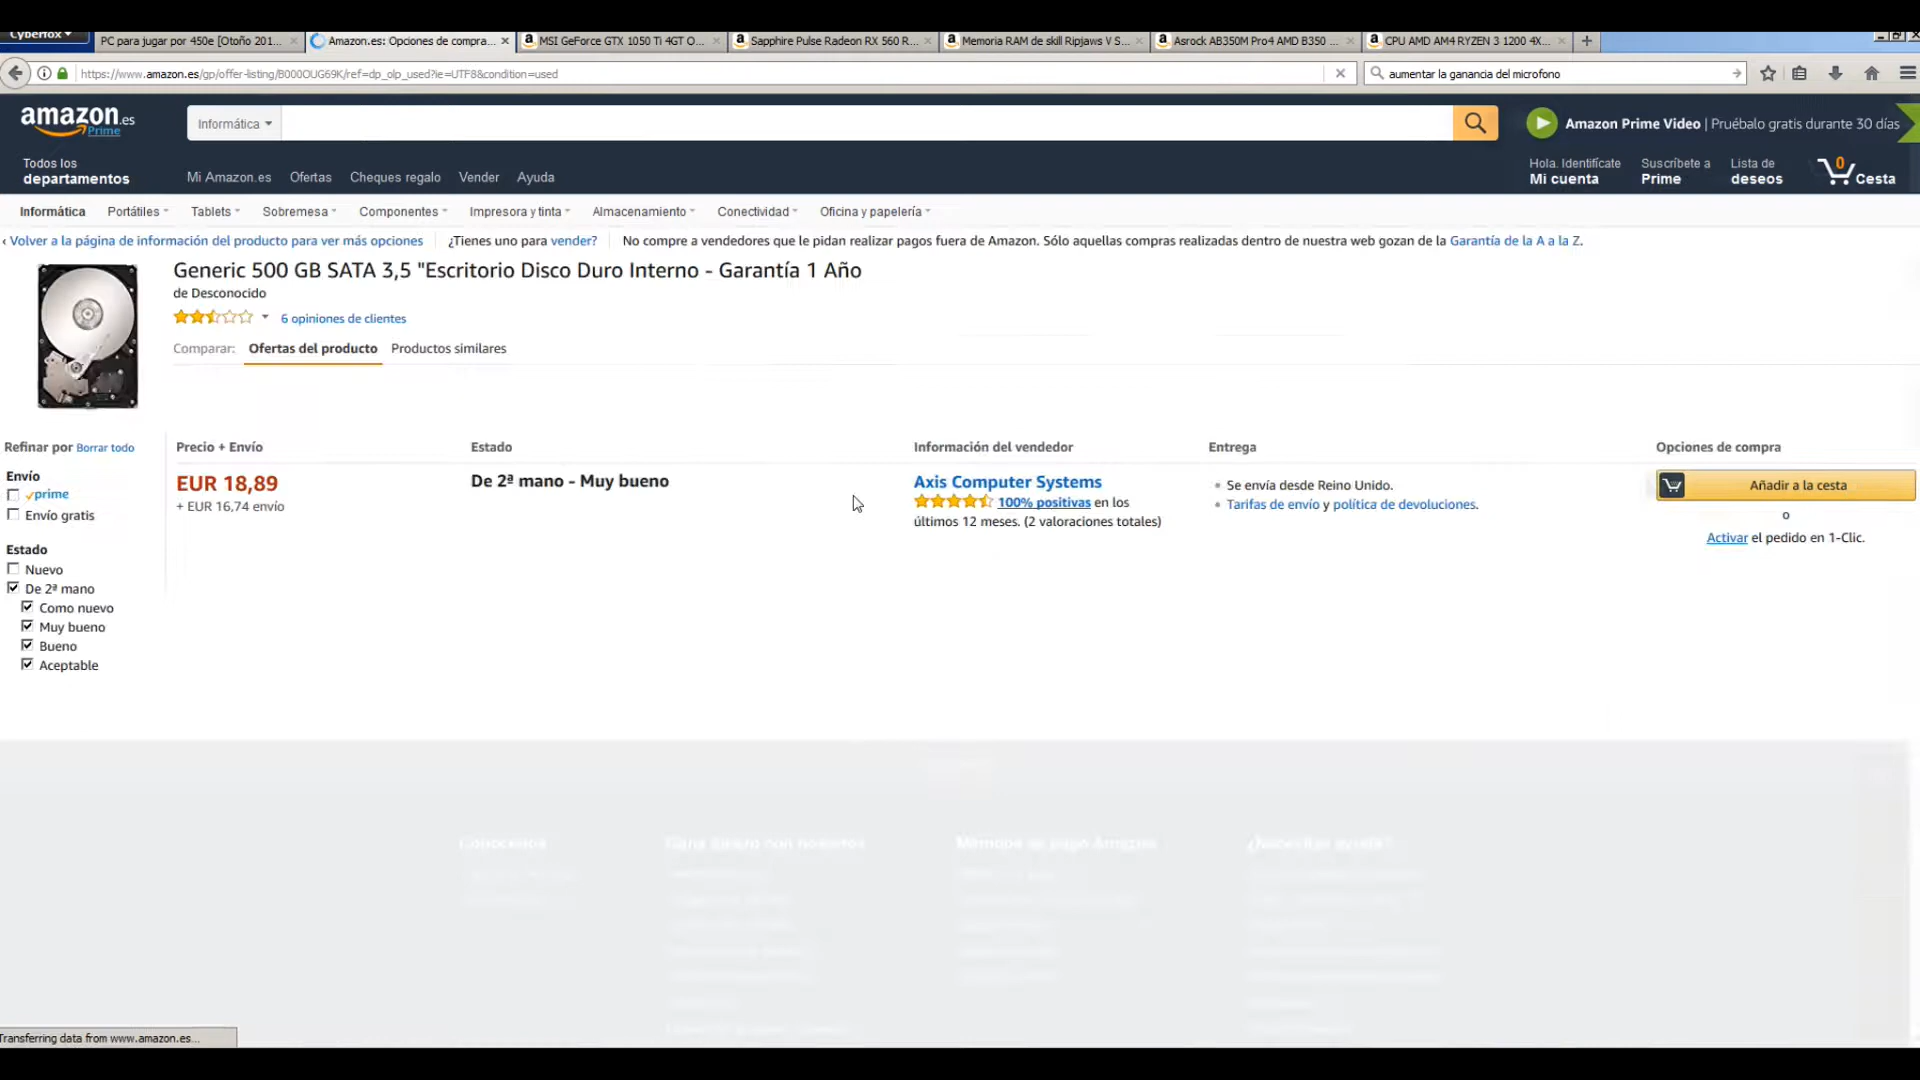 Cyberfox
PC para jugar por 450e [Otoño 201...
Amazon.es: Opciones de compra...
MSI GeForce GTX 1050 Ti 4GT O...
Sapphire Pulse Radeon RX 560 R...
Memoria RAM de skill Ripjaws V S...
Asrock AB350M Pro4 AMD B350 ...
CPU AMD AM4 RYZEN 3 1200 4X...
https://www.amazon.es/gp/offer-listing/B000OUG69K/ref=dp_olp_used?ie=UTF8&condition=used
aumentar la ganancia del microfono
amazon.es
Prime
Informática
Amazon Prime Video | Pruébalo gratis durante 30 días
Todos los
departamentos
Mi Amazon.es Ofertas Cheques regalo Vender Ayuda
Hola. Identifícate
Mi cuenta
Suscríbete a
Prime
Lista de
deseos
0
Cesta
Informática Portátiles Tablets Sobremesa Componentes Impresora y tinta Almacenamiento Conectividad Oficina y papelería
‹ Volver a la página de información del producto para ver más opciones
¿Tienes uno para vender?
No compre a vendedores que le pidan realizar pagos fuera de Amazon. Sólo aquellas compras realizadas dentro de nuestra web gozan de la Garantía de la A a la Z.
Generic 500 GB SATA 3,5 "Escritorio Disco Duro Interno - Garantía 1 Año
de Desconocido
6 opiniones de clientes
Comparar: Ofertas del producto Productos similares
Refinar por Borrar todo
Envío
prime
Envío gratis
Estado
Nuevo
De 2ª mano
Como nuevo
Muy bueno
Bueno
Aceptable
Precio + Envío
EUR 18,89
+ EUR 16,74 envío
Estado
De 2ª mano - Muy bueno
Información del vendedor
Axis Computer Systems
100% positivas en los
últimos 12 meses. (2 valoraciones totales)
Entrega
Se envía desde Reino Unido.
Tarifas de envío y política de devoluciones.
Opciones de compra
Añadir a la cesta
o
Activar el pedido en 1-Clic.
Transferring data from www.amazon.es...